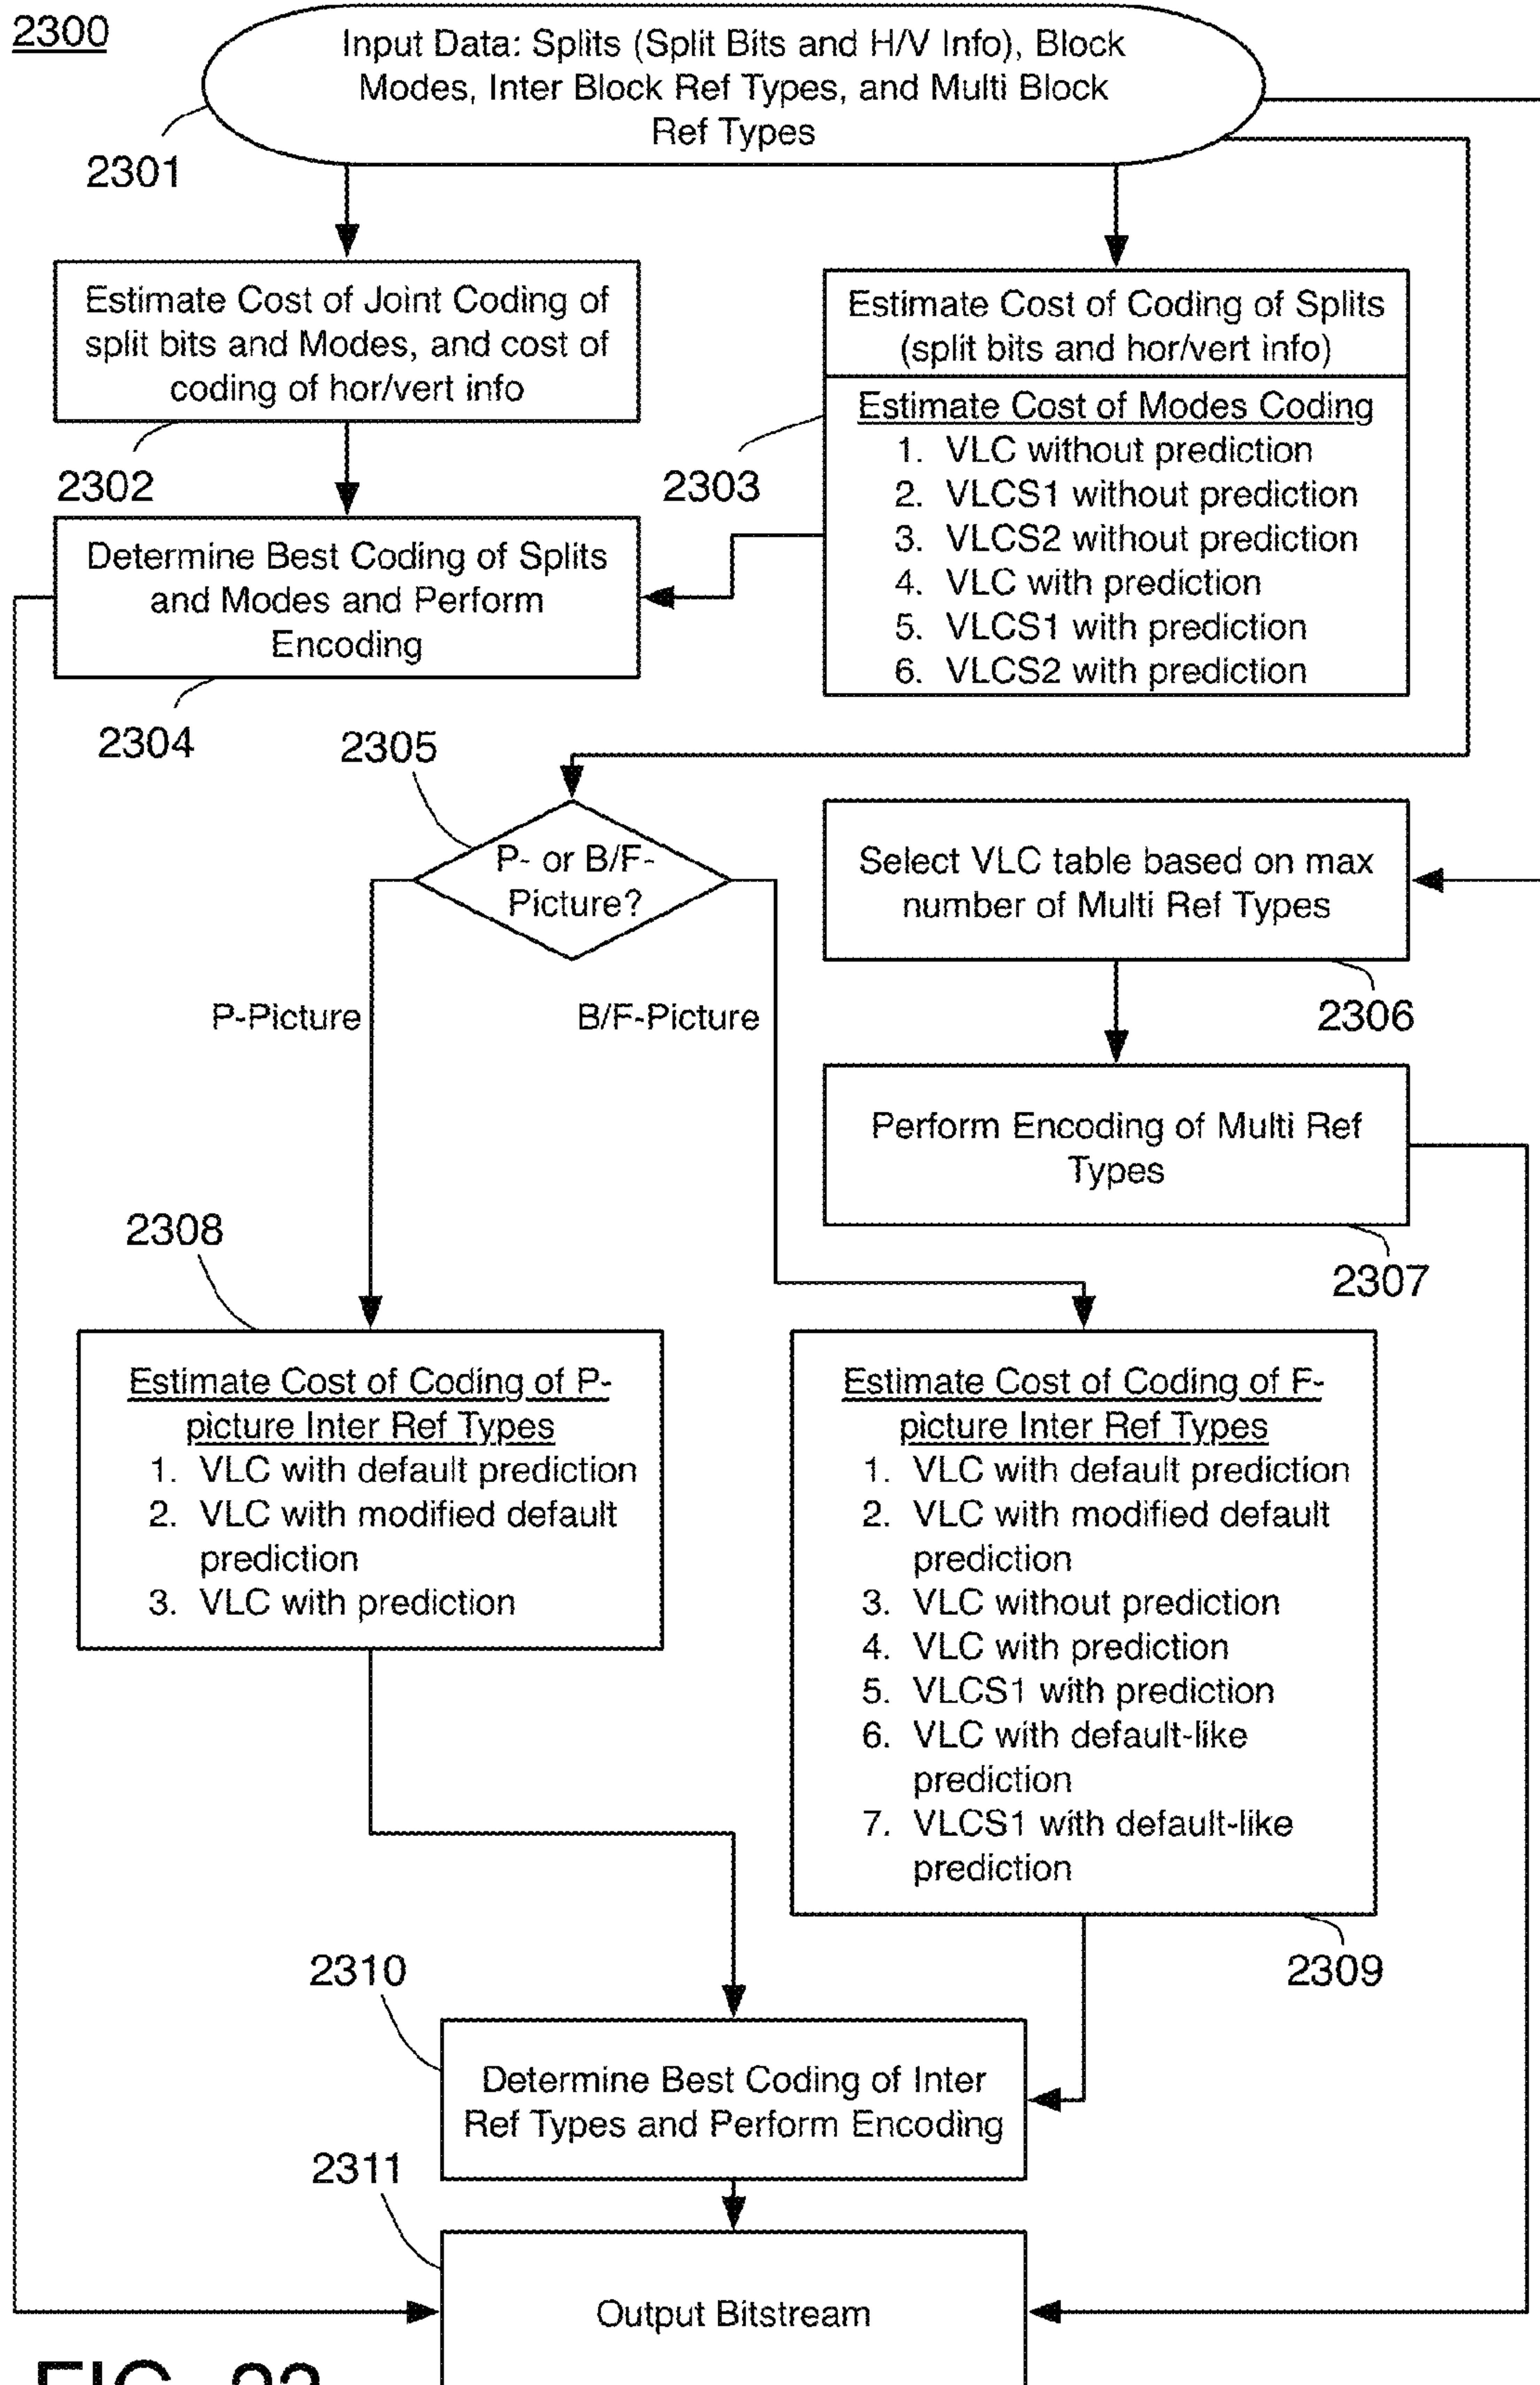 2300
Input Data: Splits (Split Bits and H/V Info), Block
Modes, Inter Block Ref Types, and Multi Block
Ref Types
2301
Estimate Cost of Joint Coding of
split bits and Modes, and cost of
coding of hor/vert info
2302
Estimate Cost of Coding of Splits
(split bits and hor/vert info)
Estimate Cost of Modes Coding
1. VLC without prediction
2. VLCS1 without prediction
3. VLCS2 without prediction
4. VLC with prediction
5. VLCS1 with prediction
6. VLCS2 with prediction
2303
Determine Best Coding of Splits
and Modes and Perform
Encoding
2304
2305
P- or B/F-
Picture?
P-Picture
B/F-Picture
Select VLC table based on max
number of Multi Ref Types
2306
Perform Encoding of Multi Ref
Types
2307
2308
Estimate Cost of Coding of P-
picture Inter Ref Types
1. VLC with default prediction
2. VLC with modified default
prediction
3. VLC with prediction
Estimate Cost of Coding of F-
picture Inter Ref Types
1. VLC with default prediction
2. VLC with modified default
prediction
3. VLC without prediction
4. VLC with prediction
5. VLCS1 with prediction
6. VLC with default-like
prediction
7. VLCS1 with default-like
prediction
2309
2310
Determine Best Coding of Inter
Ref Types and Perform Encoding
2311
Output Bitstream